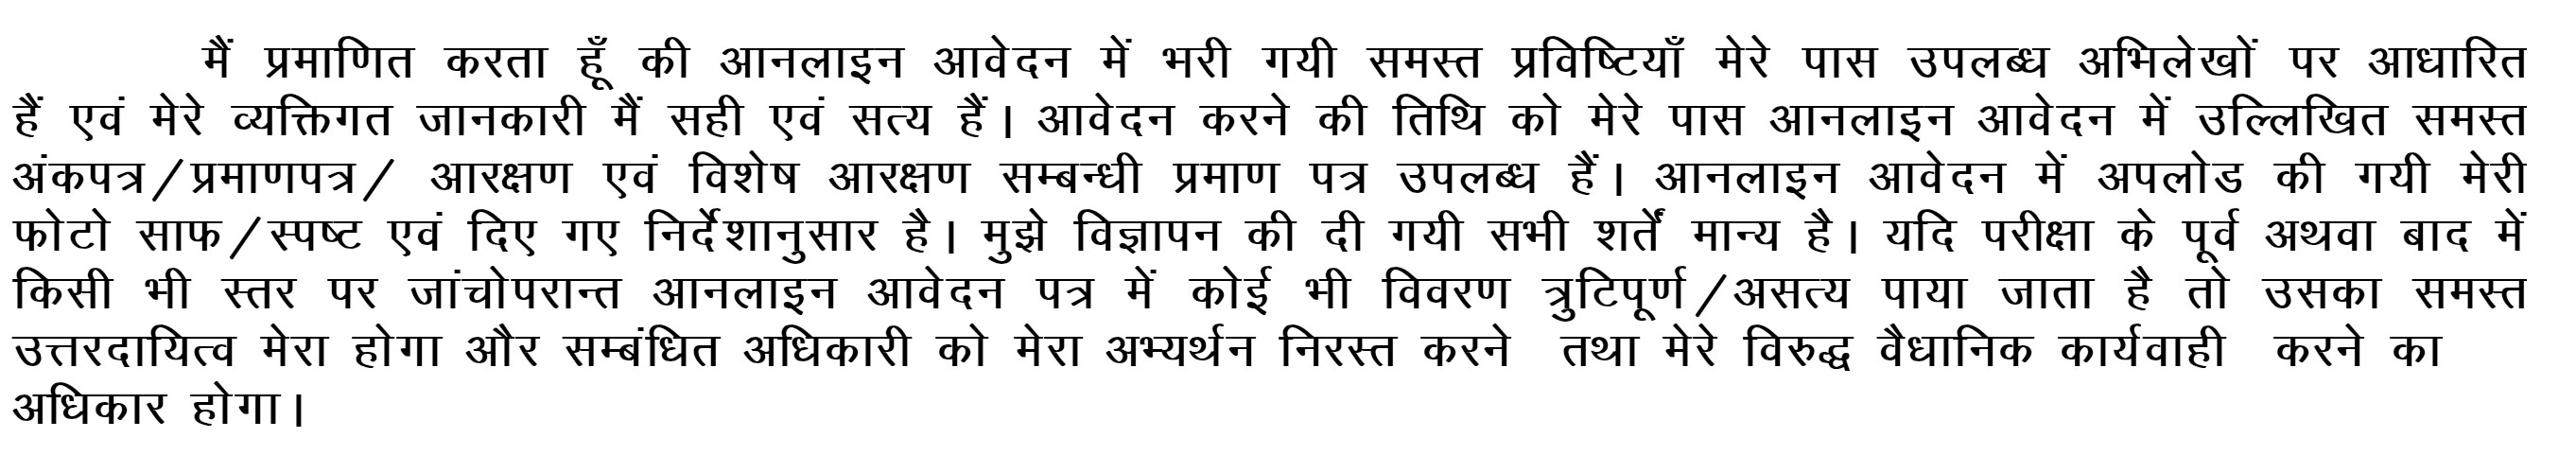 मैं प्रमाणित करता हूँ की आनलाइन आवेदन में भरी गयी समस्त प्रविष्टियाँ मेरे पास उपलब्ध अभिलेखों पर आधारित
हैं एवं मेरे व्यक्तिगत जानकारी मैं सही एवं सत्य हैं। आवेदन करने की तिथि को मेरे पास आनलाइन आवेदन में उल्लिखित समस्त
अंकपत्र/प्रमाणपत्र/ आरक्षण एवं विशेष आरक्षण सम्बन्धी प्रमाण पत्र उपलब्ध हैं। आनलाइन आवेदन में अपलोड की गयी मेरी
फोटो साफ/स्पष्ट एवं दिए गए निर्देशानुसार है। मुझे विज्ञापन की दी गयी सभी शर्तें मान्य है। यदि परीक्षा के पूर्व अथवा बाद में
किसी भी स्तर पर जांचोपरान्त आनलाइन आवेदन पत्र में कोई भी विवरण त्रुटिपूर्ण/असत्य पाया जाता है तो उसका समस्त
उत्तरदायित्व मेरा होगा और सम्बंधित अधिकारी को मेरा अभ्यर्थन निरस्त करने तथा मेरे विरुद्ध वैधानिक कार्यवाही करने का
अधिकार होगा।